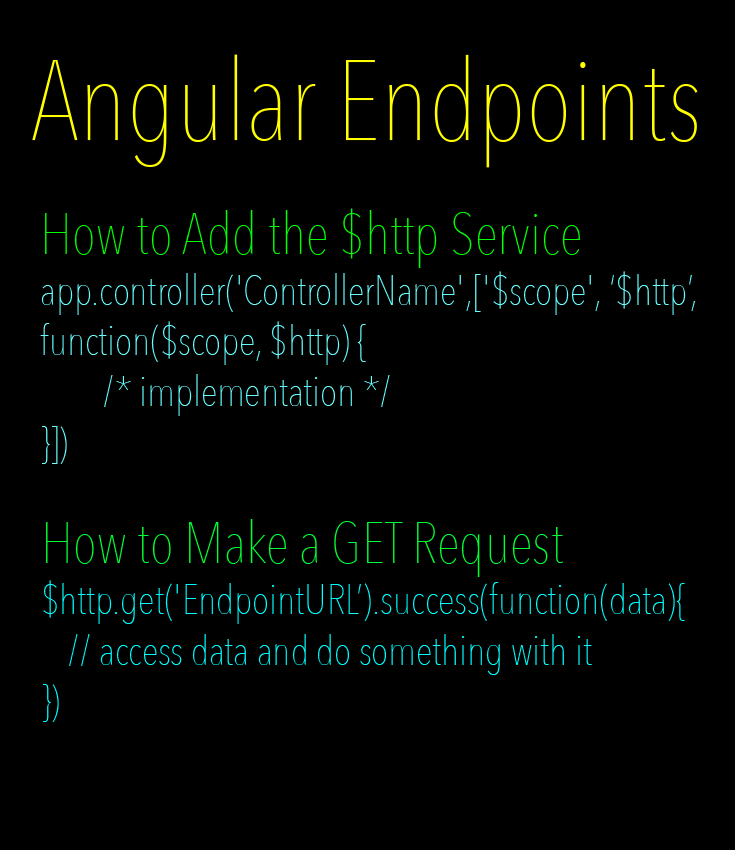 Angular Endpoints
How to Add the $http Service
app.controller('ControllerName',['$scope', ‘$http’,
function($scope, $http) {
/* implementation */
}])
How to Make a GET Request
$http.get('EndpointURL’).success(function(data){
// access data and do something with it
})